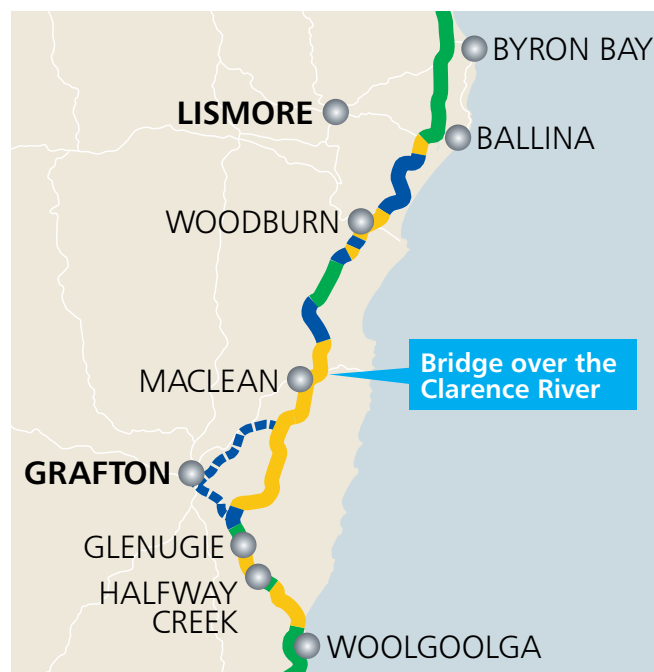 BYRON BAY
LISMORE
BALLINA
WOODBURN
Bridge over the
Clarence River
MACLEAN
GRAFTON
GLENUGIE
HALFWAY
CREEK
WOOLGOOLGA